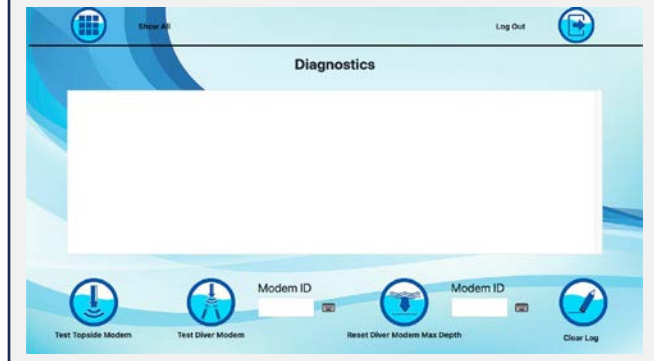 Show All
Log Out
Diagnostics
Modem ID
Modem ID
Test Topside Modem
Test Diver Modem
Reset Diver Modem Max Depth
Clear Log